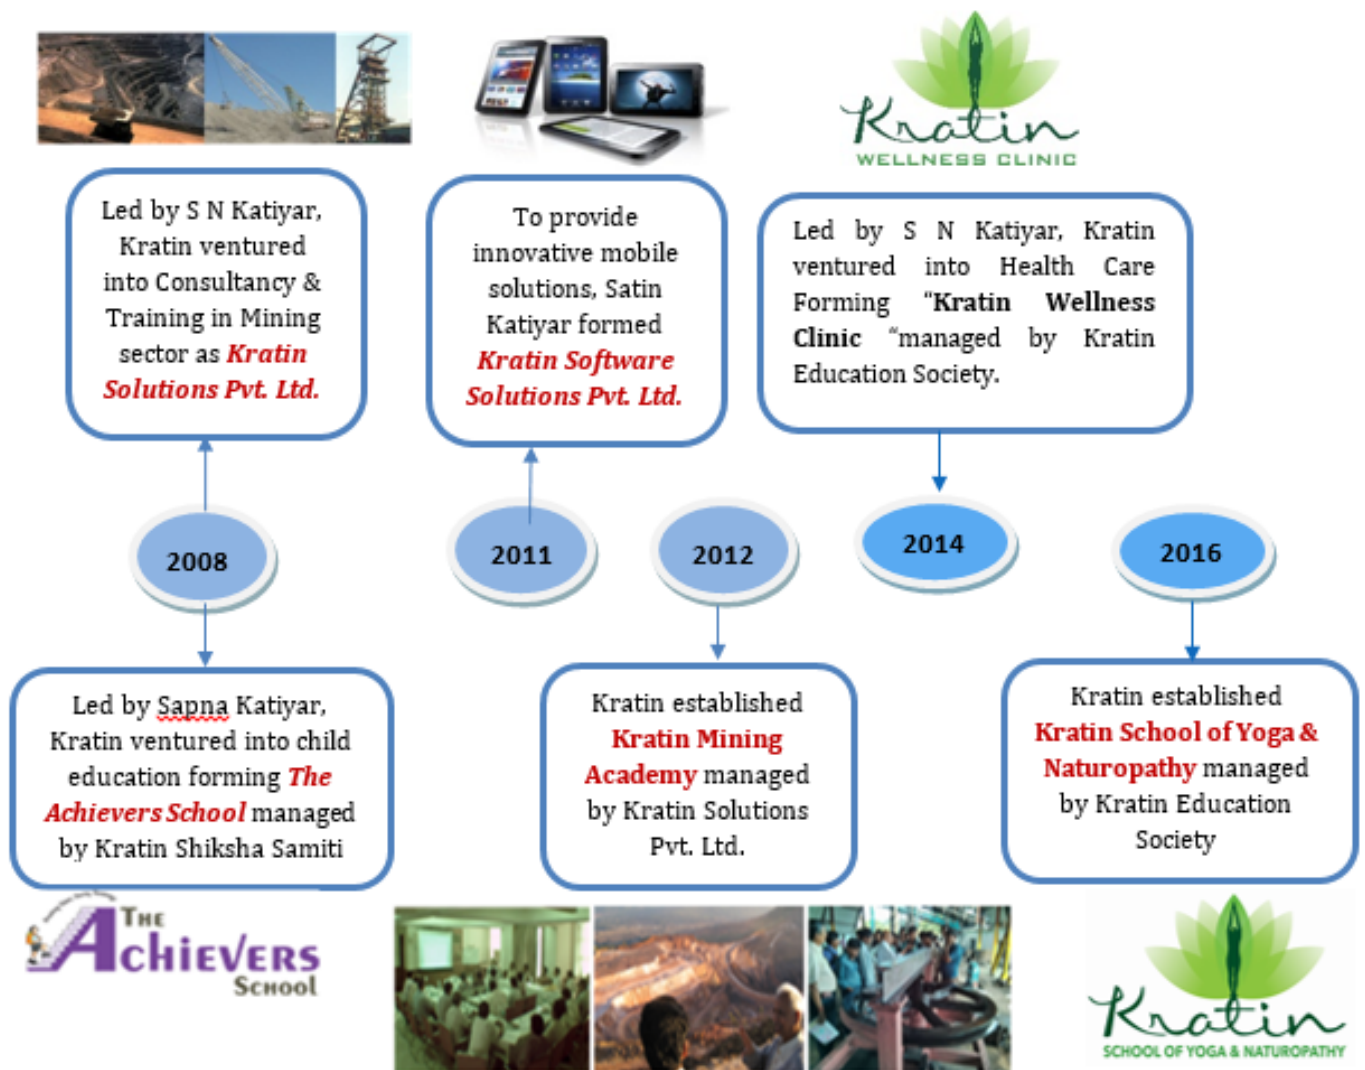 Kratin
WELLNESS CLINIC
Led by S N Katiyar,
Kratin ventured
into Consultancy &
Training in Mining
sector as Kratin
Solutions Pvt. Ltd.
To provide
innovative mobile
solutions, Satin
Katiyar formed
Kratin Software
Solutions Pvt. Ltd.
Led by S N Katiyar, Kratin
ventured into Health Care
Forming “Kratin Wellness
Clinic “managed by Kratin
Education Society.
2008
2011
2012
2014
2016
Led by Sapna Katiyar,
Kratin ventured into child
education forming The
Achievers School managed
by Kratin Shiksha Samiti
Kratin established
Kratin Mining
Academy managed
by Kratin Solutions
Pvt. Ltd.
Kratin established
Kratin School of Yoga &
Naturopathy managed
by Kratin Education
Society
THE
ACHIEVERS
SCHOOL
Kratin
SCHOOL OF YOGA & NATUROPATHY